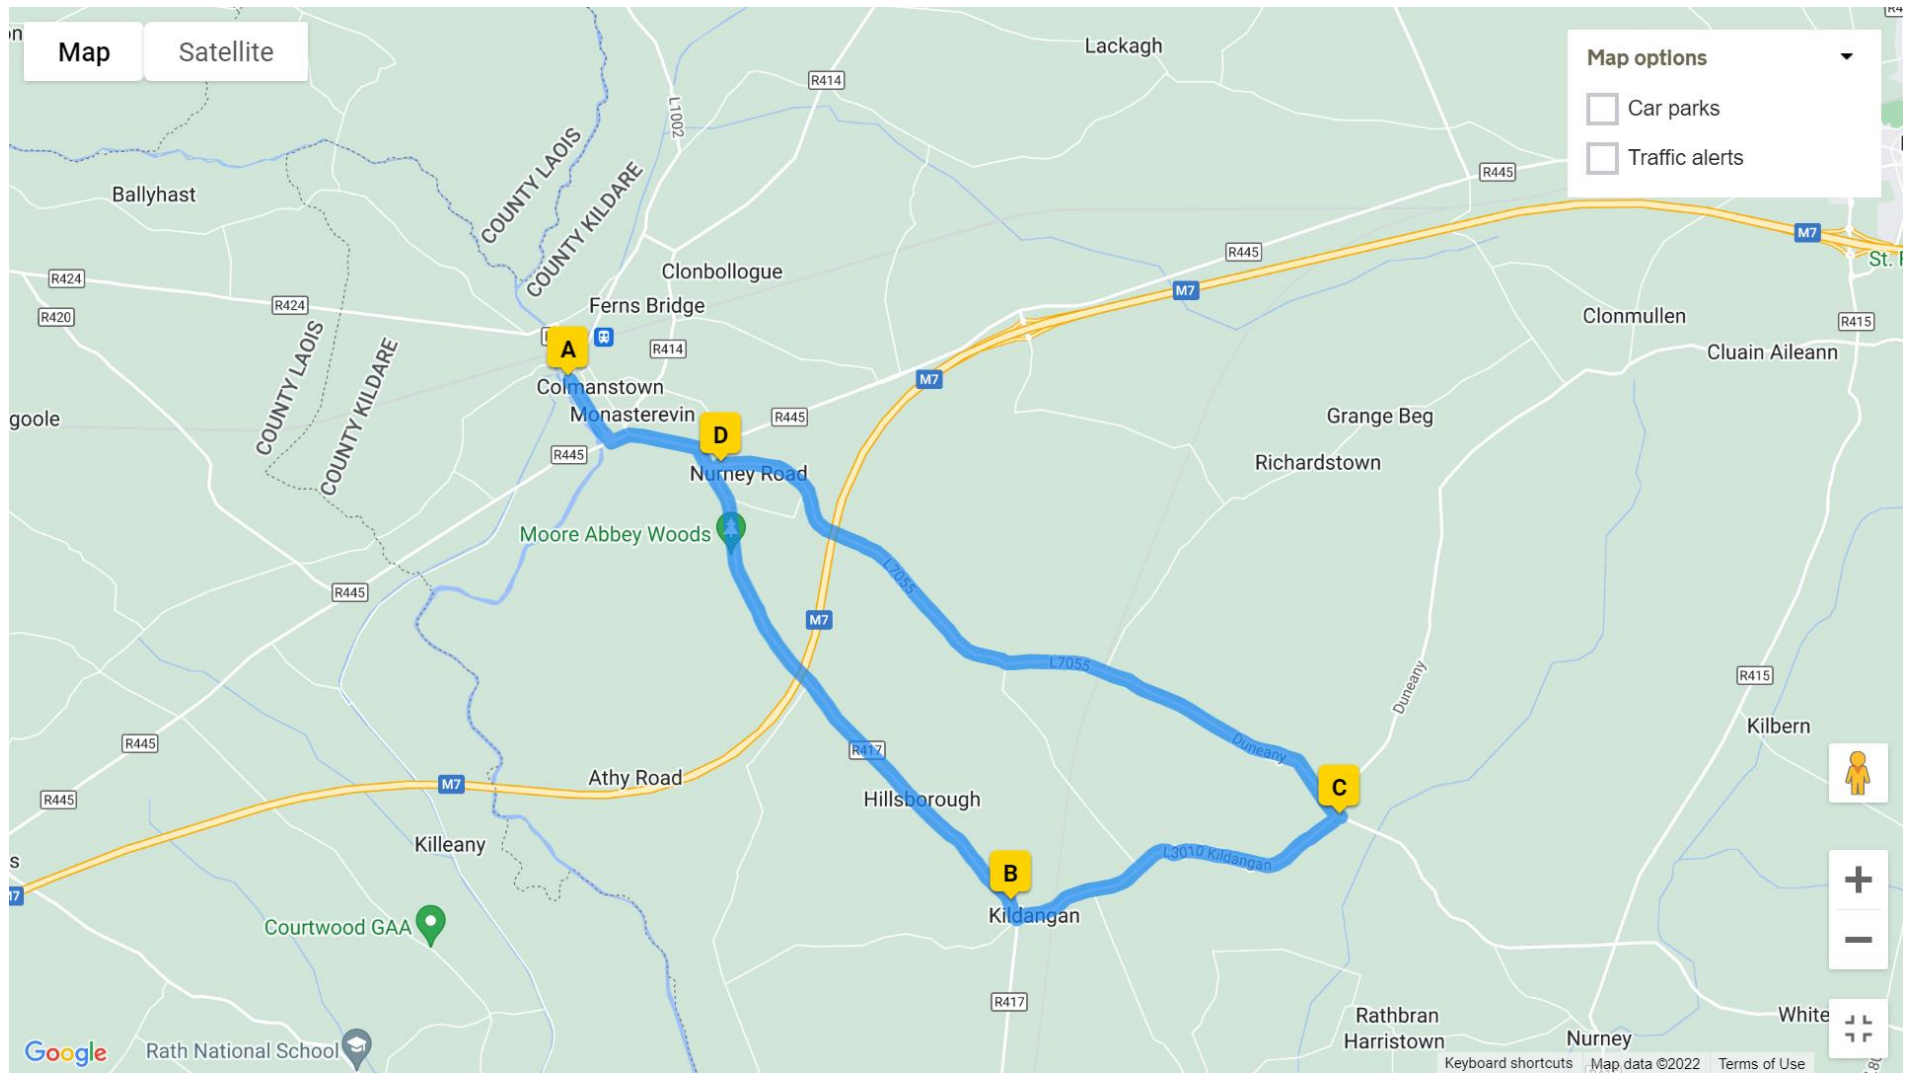 Map
Satellite
Map options
Car parks
Traffic alerts
Lackagh
R414
L1002
COUNTY LAOIS
COUNTY KILDARE
R445
Ballyhast
M7
R445
Clonbollogue
R424
R424
R420
Ferns Bridge
M7
Clonmullen
R415
A
R414
Cluain Aileann
COUNTY LAOIS
COUNTY KILDARE
M7
Colmanstown
Monasterevin
R445
Grange Beg
goole
D
R445
Nurney Road
Richardstown
Moore Abbey Woods
L7055
R445
M7
L7055
Duneany
R415
Kilbern
R445
R417
Duneany
Athy Road
M7
C
R445
Hillsborough
Killeany
L3010 Kildangan
B
Kildangan
Courtwood GAA
R417
Rathbran
Harristown
White
Nurney
Google
Rath National School
Keyboard shortcuts
Map data ©2022
Terms of Use